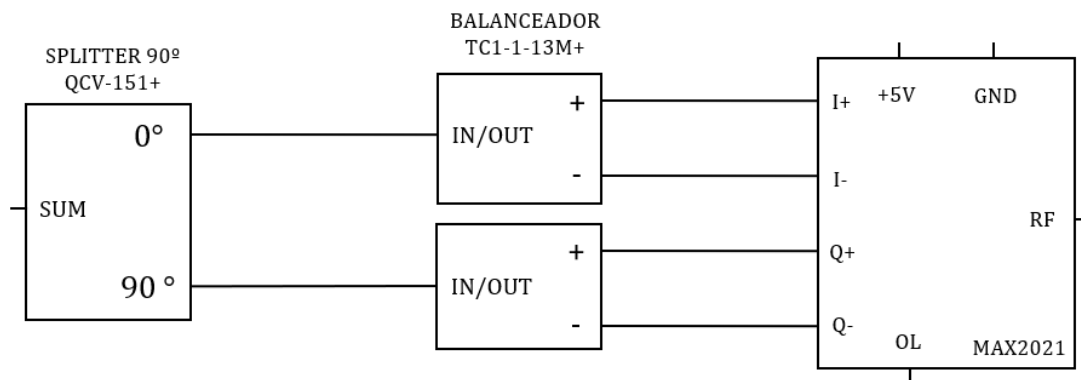 SPLITTER 90º
QCV-151+
0°
SUM
90 °
BALANCEADOR
TC1-1-13M+
+
IN/OUT
-
+
IN/OUT
-
+5V
GND
I+
I-
RF
Q+
Q-
OL
MAX2021